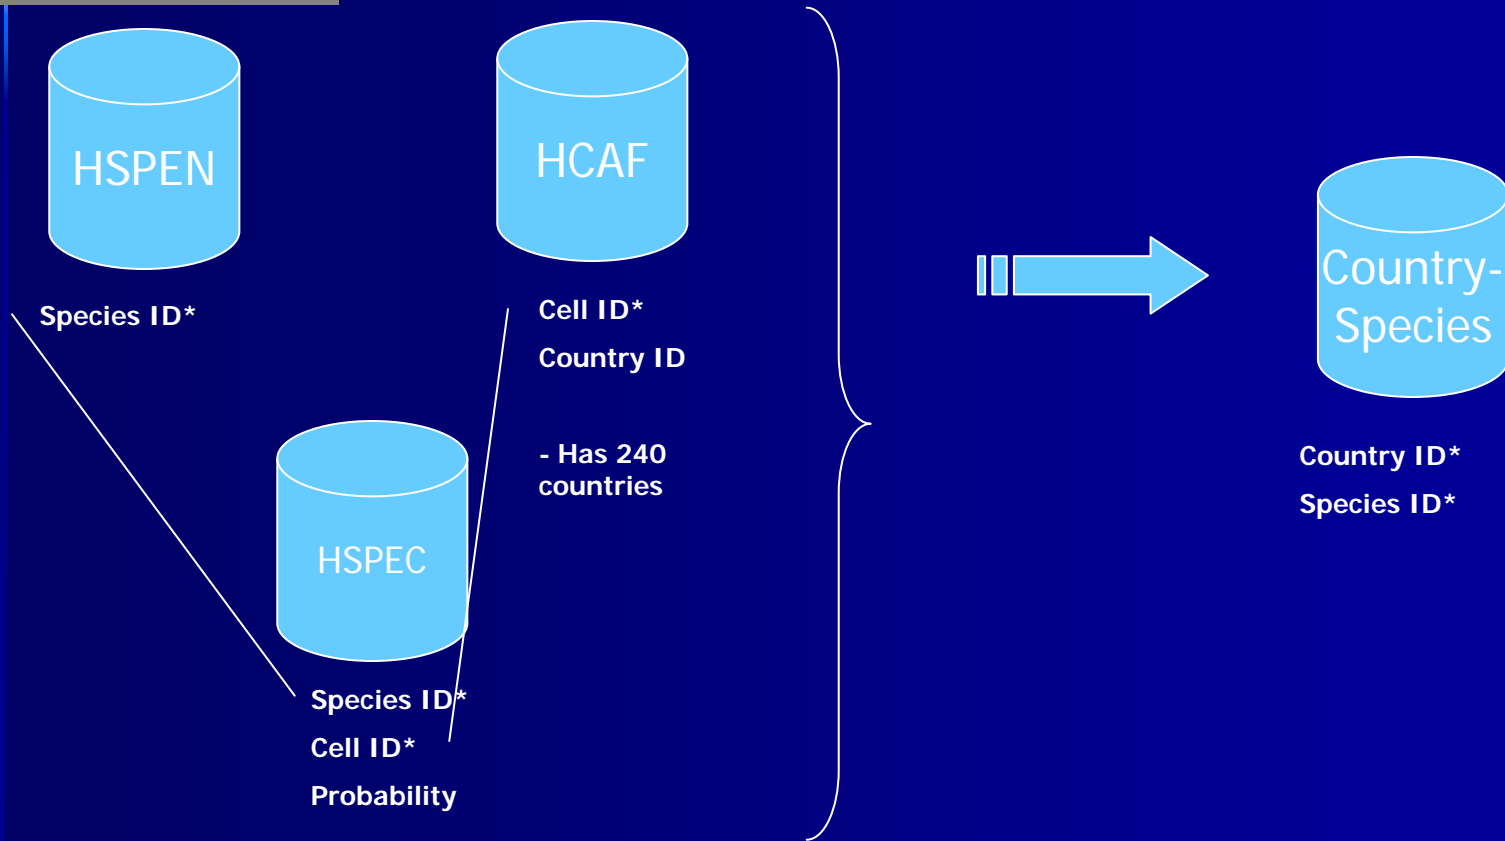 HSPEN
Species ID*
HCAF
Cell ID*
Country ID
- Has 240
countries
HSPEC
Species ID*
Cell ID*
Probability
Country-
Species
Country ID*
Species ID*